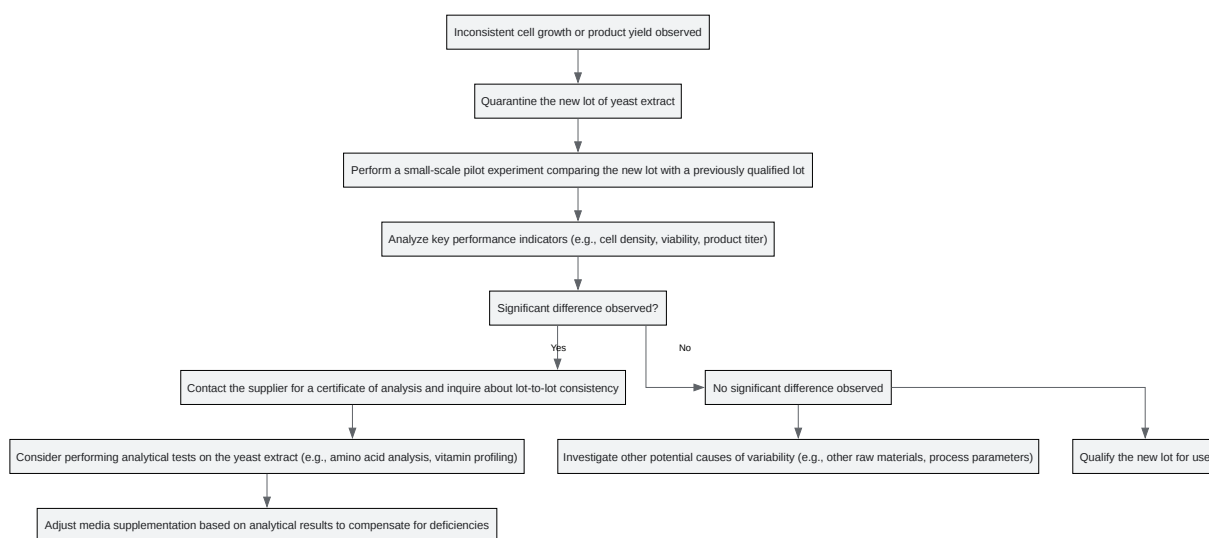 Inconsistent cell growth or product yield observed
Quarantine the new lot of yeast extract
Perform a small-scale pilot experiment comparing the new lot with a previously qualified lot
Analyze key performance indicators (e.g., cell density, viability, product titer)
Significant difference observed?
Yes
No
Contact the supplier for a certificate of analysis and inquire about lot-to-lot consistency
No significant difference observed
Consider performing analytical tests on the yeast extract (e.g., amino acid analysis, vitamin profiling)
Investigate other potential causes of variability (e.g., other raw materials, process parameters)
Qualify the new lot for use
Adjust media supplementation based on analytical results to compensate for deficiencies